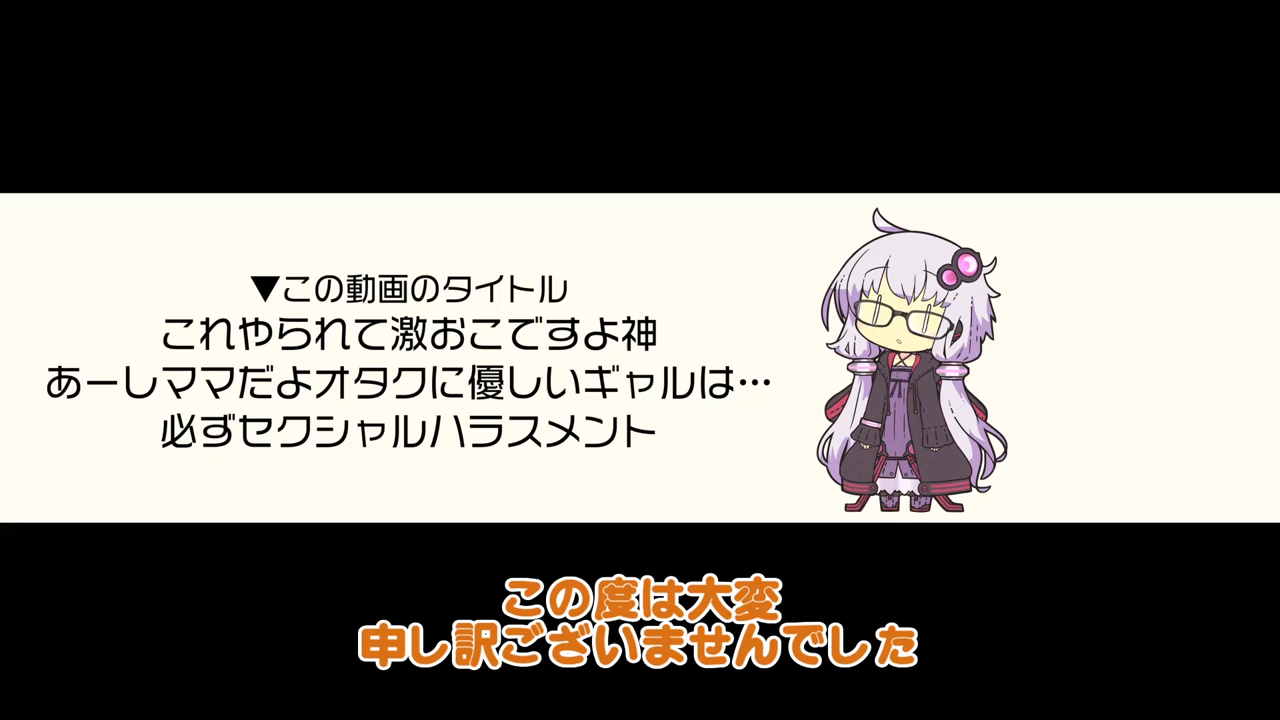 ▼この動画のタイトル
これやられて激おこですよ神
あーしママだよオタクに優しいギャルは…
必ずセクシャルハラスメント
この度は大変
申し訳ございませんでした